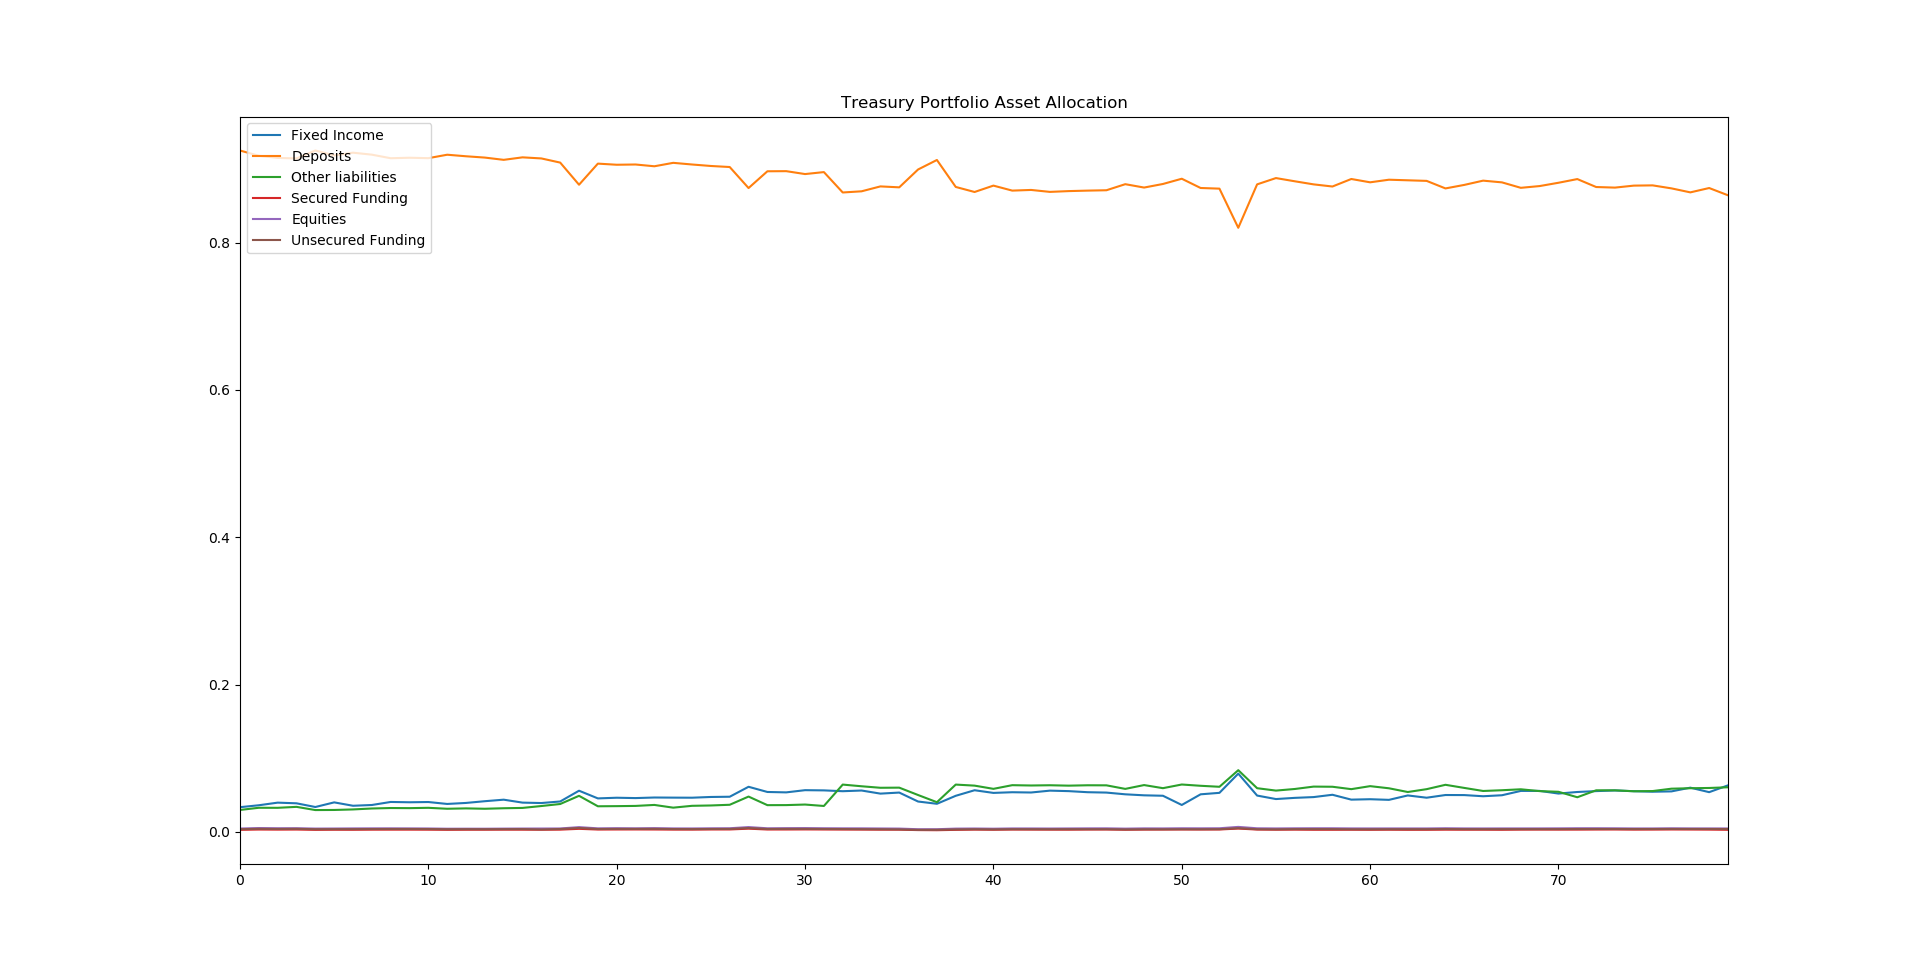 Treasury Portfolio Asset Allocation
Fixed Income
Deposits
Other liabilities
Secured Funding
Equities
Unsecured Funding
0.8
0.6
0.4
0.2
0.0
0 10 20 30 40 50 60 70